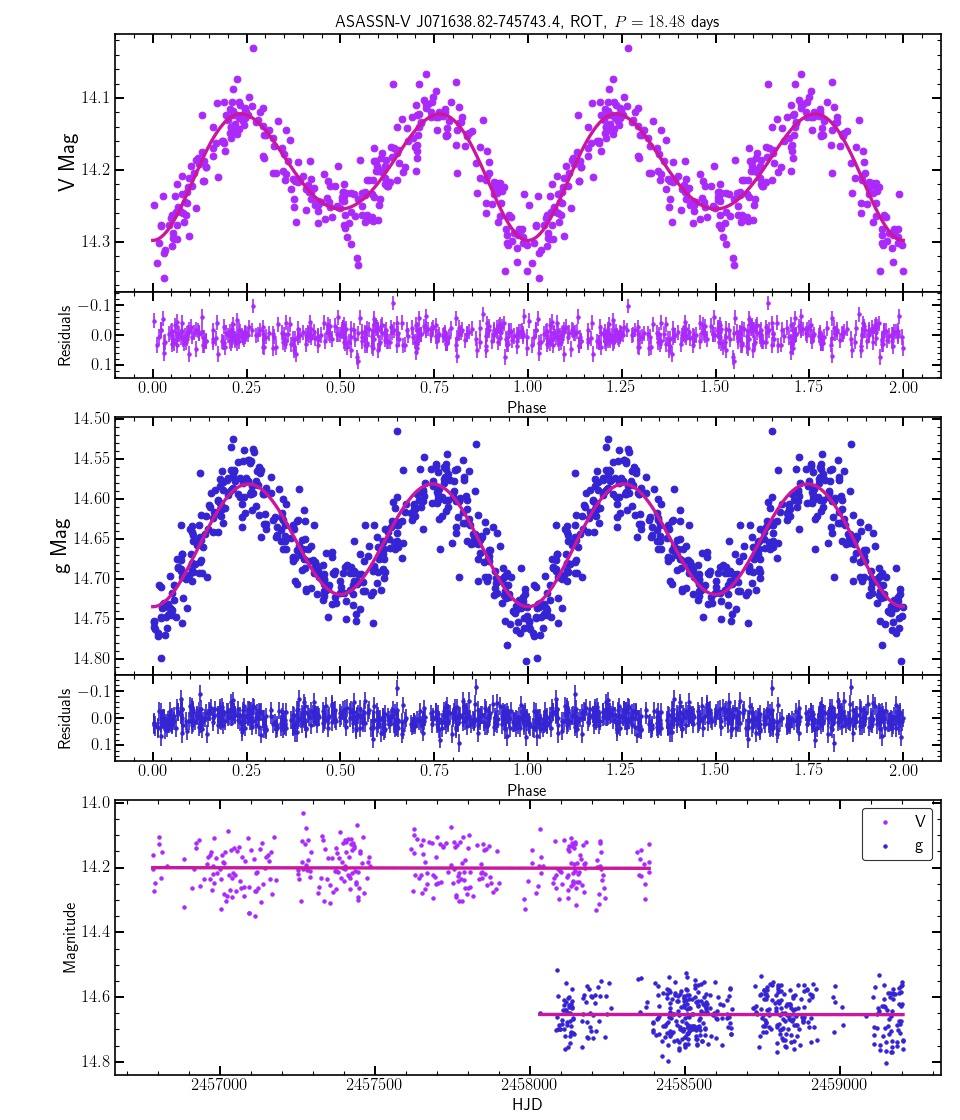 ASASSN-V J071638.82-745743.4, ROT, P = 18.48 days
V Mag
14.1
14.2
14.3
Residuals
−0.1
0.0
0.1
0.00 0.25 0.50 0.75 1.00 1.25 1.50 1.75 2.00
Phase
g Mag
14.50
14.55
14.60
14.65
14.70
14.75
14.80
Residuals
−0.1
0.0
0.1
0.00 0.25 0.50 0.75 1.00 1.25 1.50 1.75 2.00
Phase
Magnitude
14.0
14.2
14.4
14.6
14.8
V
g
2457000 2457500 2458000 2458500 2459000
HJD